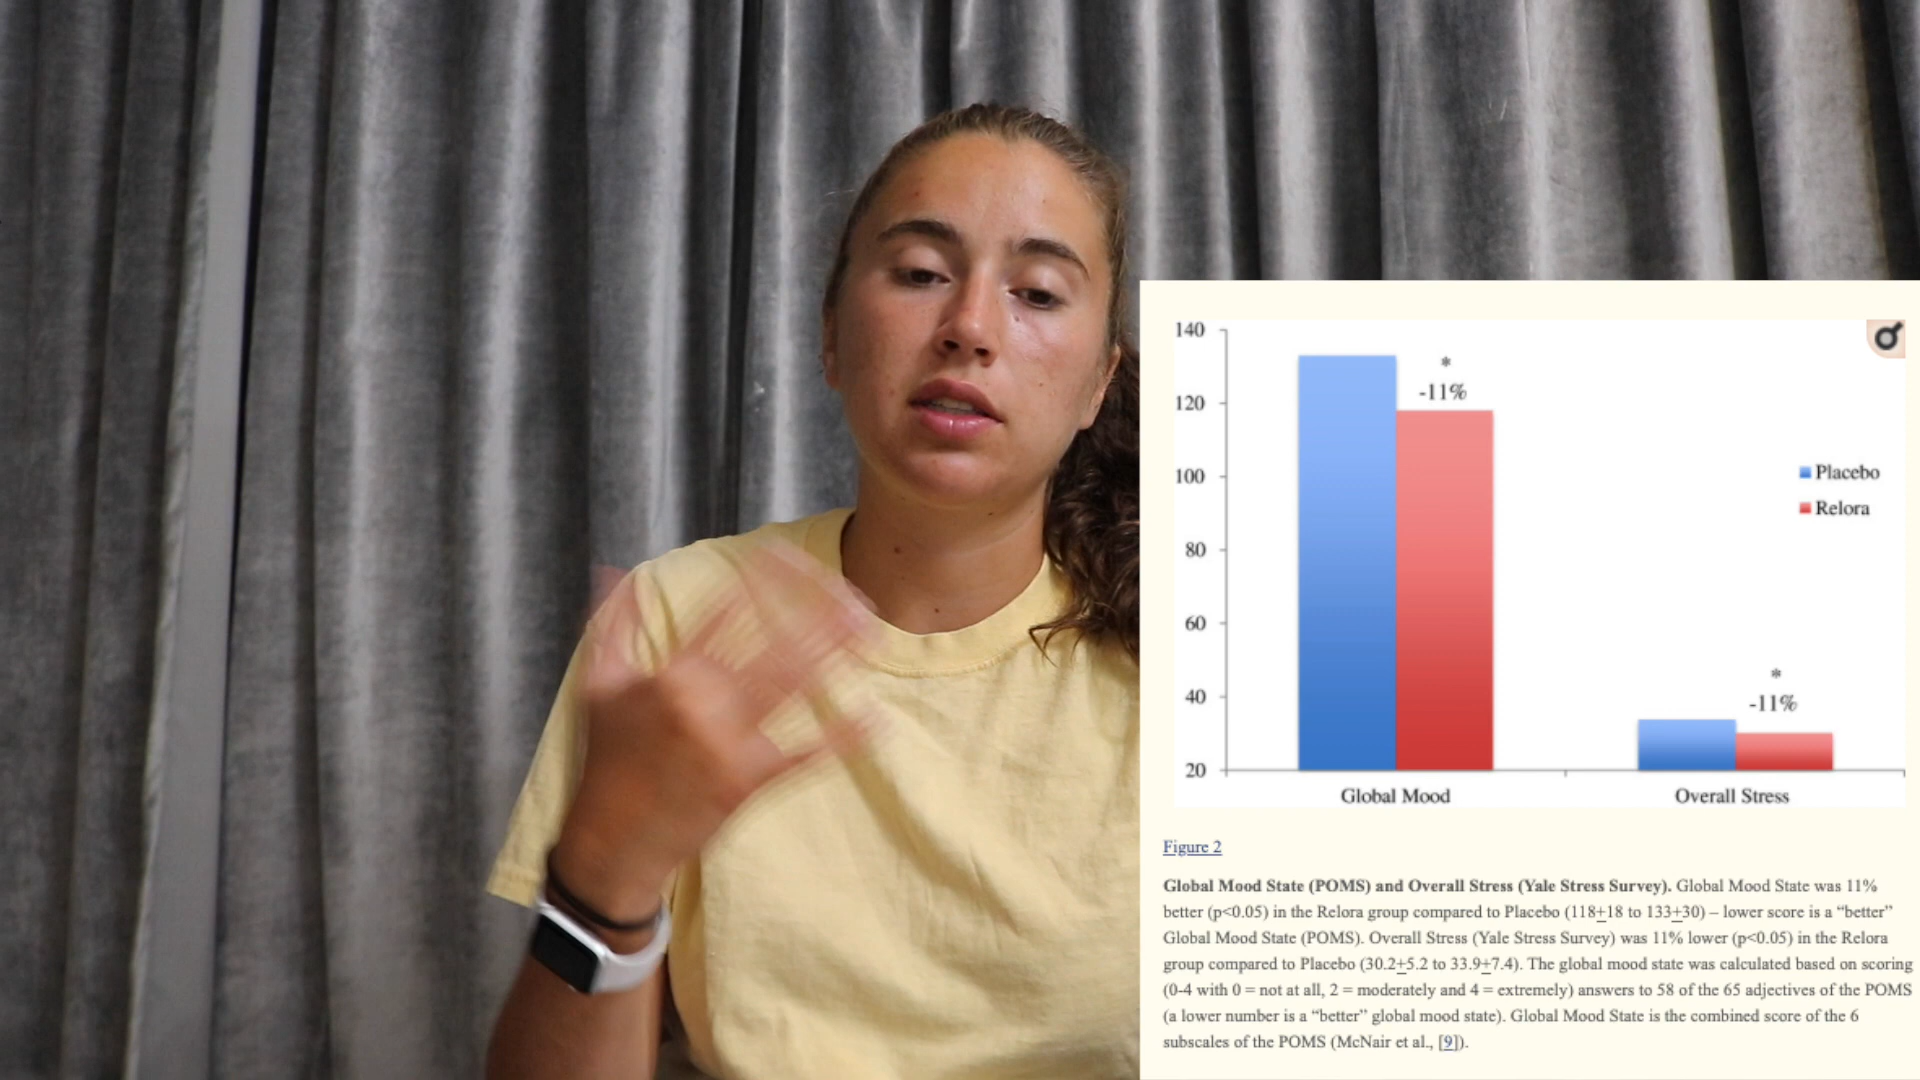 140
120
100
80
60
40
20
*
-11%
*
-11%
Placebo
Relora
Global Mood
Overall Stress
Figure 2
Global Mood State (POMS) and Overall Stress (Yale Stress Survey). Global Mood State was 11%
better (p<0.05) in the Relora group compared to Placebo (118+18 to 133+30) – lower score is a “better”
Global Mood State (POMS). Overall Stress (Yale Stress Survey) was 11% lower (p<0.05) in the Relora
group compared to Placebo (30.2+5.2 to 33.9+7.4). The global mood state was calculated based on scoring
(0-4 with 0 = not at all, 2 = moderately and 4 = extremely) answers to 58 of the 65 adjectives of the POMS
(a lower number is a “better” global mood state). Global Mood State is the combined score of the 6
subscales of the POMS (McNair et al., [9]).